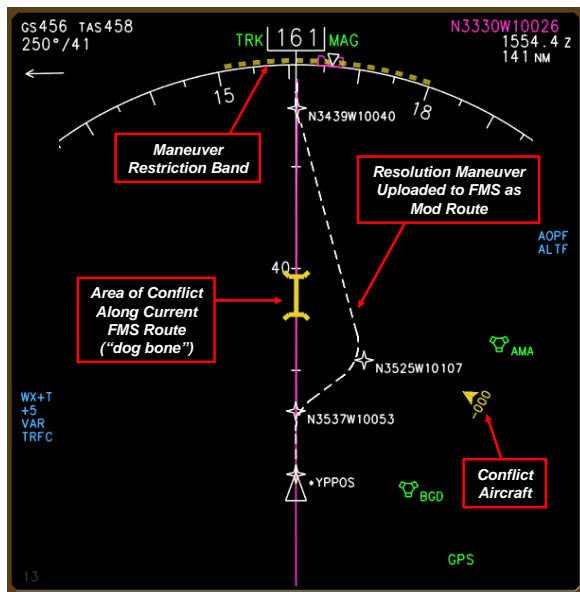 GS456 TAS458
250°/41
TRK 161 MAG
N3330W10026
1554.4 Z
141 NM
15
18
N3439W10040
Maneuver
Restriction Band
Resolution Maneuver
Uploaded to FMS as
Mod Route
AOPF
ALTF
40
Area of Conflict
Along Current
FMS Route
(“dog bone”)
AMA
N3525W10107
WX+T
+5
VAR
TRFC
-000
N3537W10053
Conflict
Aircraft
*YPPOS
BGD
GPS
13